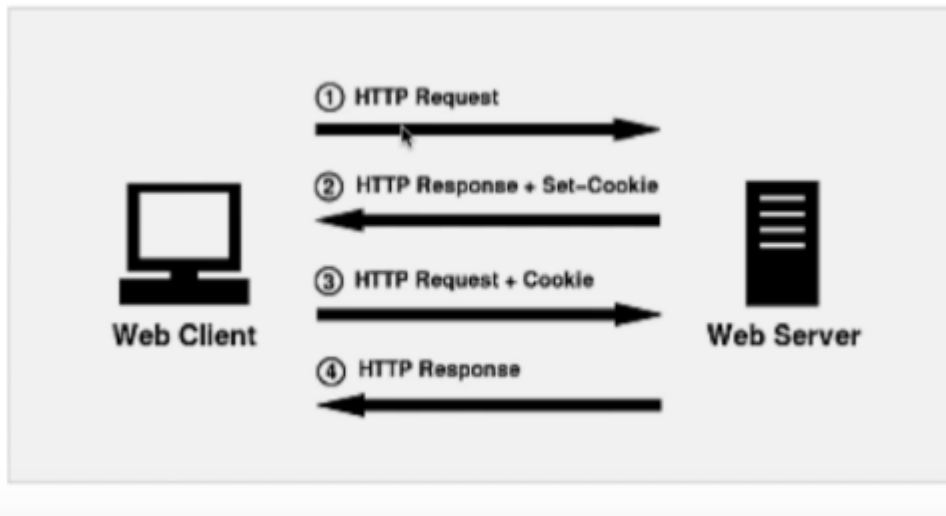 ① HTTP Request
② HTTP Response + Set-Cookie
③ HTTP Request + Cookie
④ HTTP Response
Web Client
Web Server